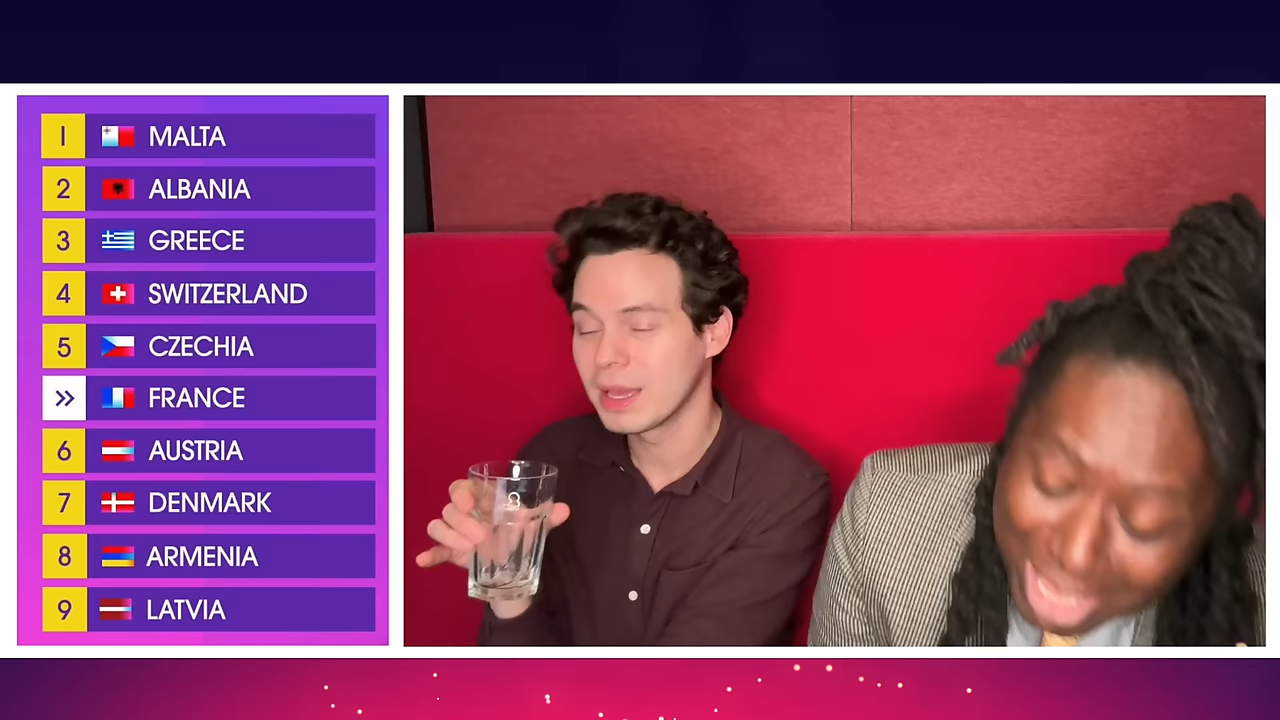 1 MALTA
2 ALBANIA
3 GREECE
4 SWITZERLAND
5 CZECHIA
>> FRANCE
6 AUSTRIA
7 DENMARK
8 ARMENIA
9 LATVIA